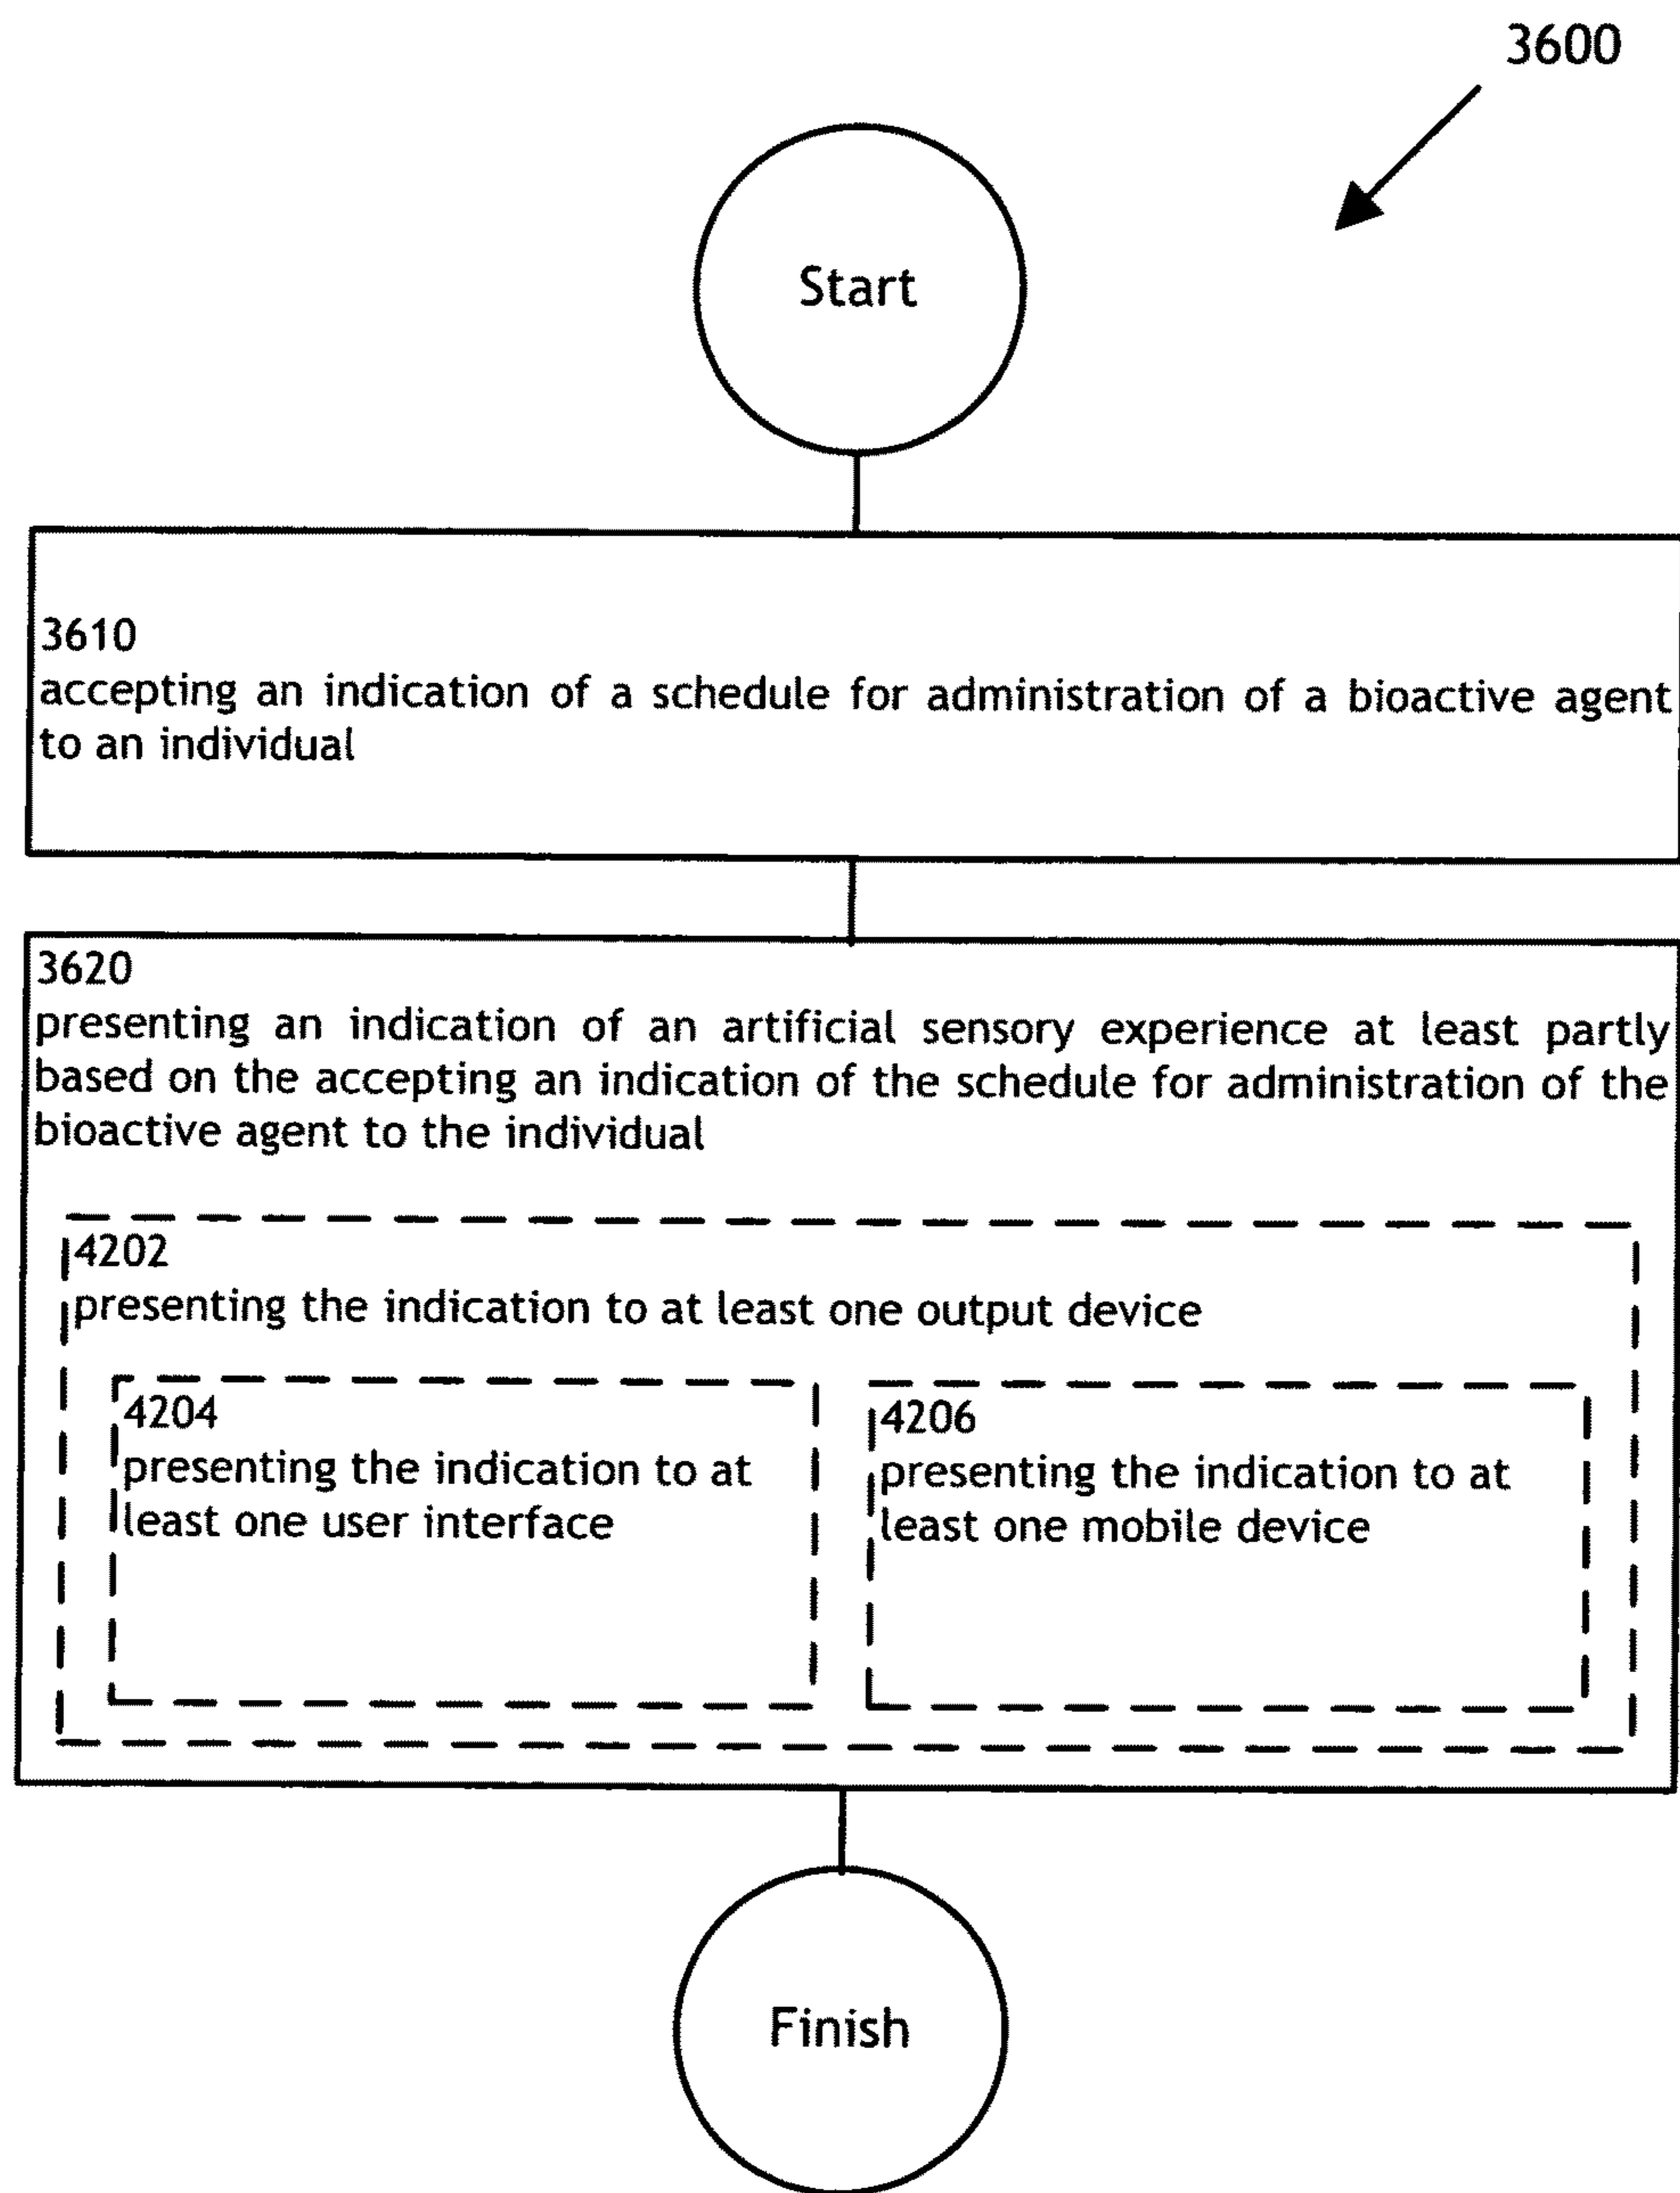 3600
Start
3610
accepting an indication of a schedule for administration of a bioactive agent
to an individual
3620
presenting an indication of an artificial sensory experience at least partly
based on the accepting an indication of the schedule for administration of the
bioactive agent to the individual
4202
presenting the indication to at least one output device
4204
presenting the indication to at
least one user interface
4206
presenting the indication to at
least one mobile device
Finish